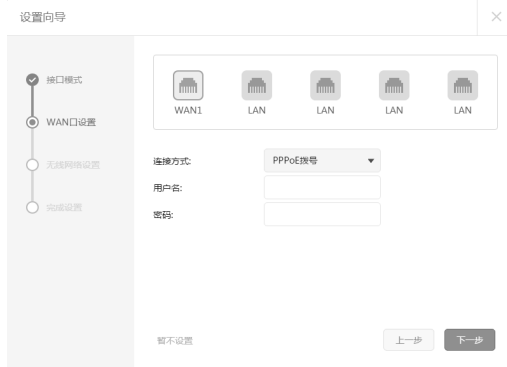 设置向导
接口模式
WAN口设置
无线网络设置
完成设置
WAN1 LAN LAN LAN LAN
连接方式: PPPoE拨号
用户名:
密码:
暂不设置 上一步 下一步